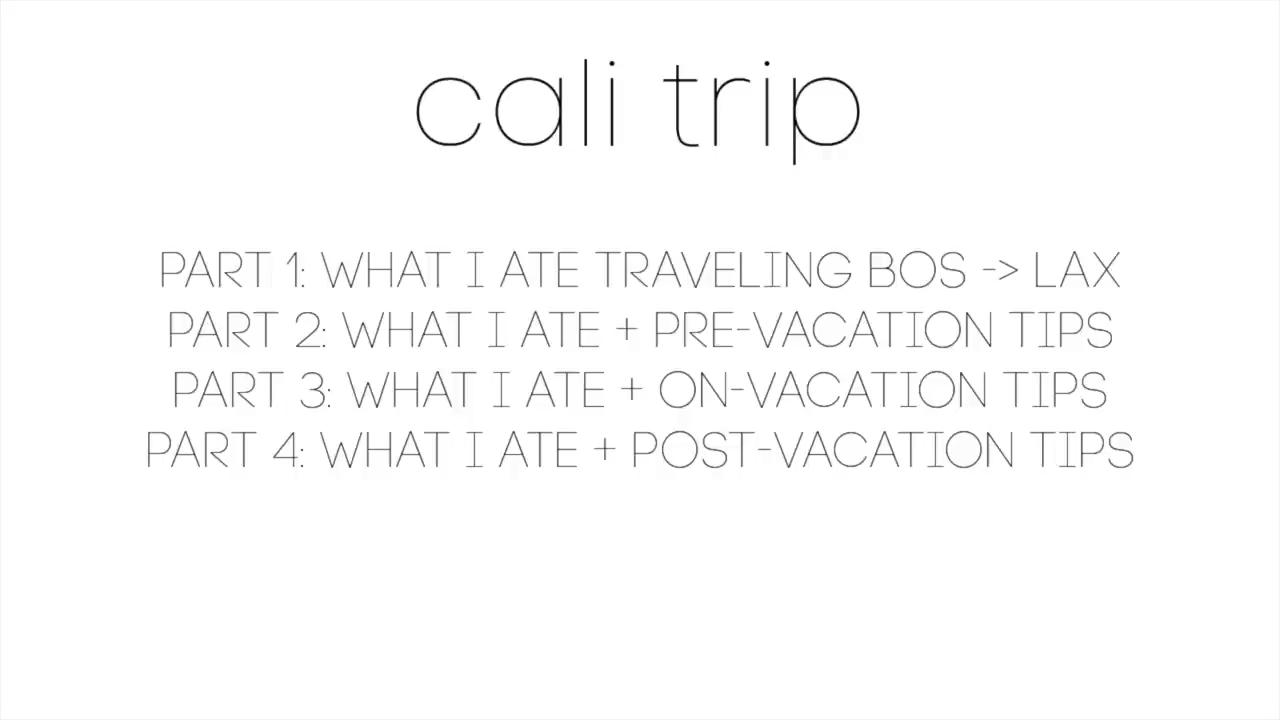 cali trip
PART 1: WHAT I ATE TRAVELING BOS -> LAX
PART 2: WHAT I ATE + PRE-VACATION TIPS
PART 3: WHAT I ATE + ON-VACATION TIPS
PART 4: WHAT I ATE + POST-VACATION TIPS